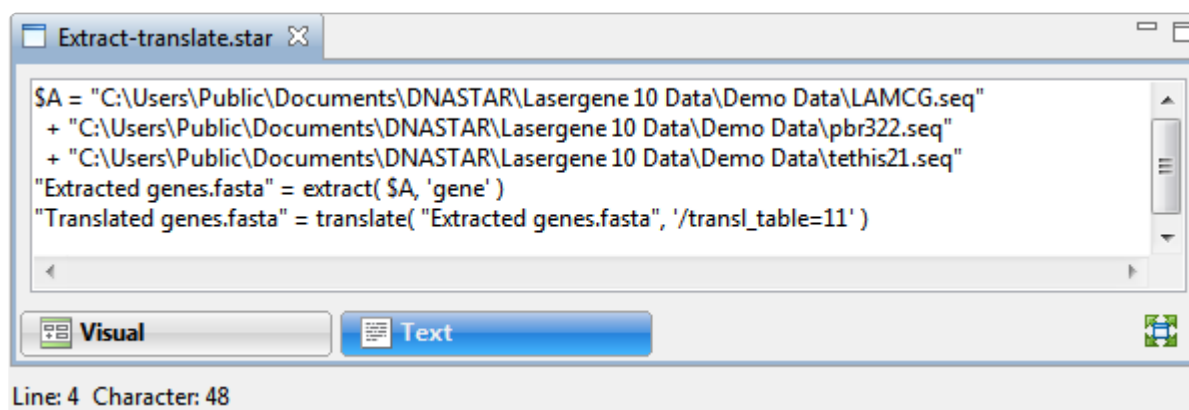 Extract-translate.star
$A = "C:\Users\Public\Documents\DNASTAR\Lasergene 10 Data\Demo Data\LAMCG.seq"
+ "C:\Users\Public\Documents\DNASTAR\Lasergene 10 Data\Demo Data\pbr322.seq"
+ "C:\Users\Public\Documents\DNASTAR\Lasergene 10 Data\Demo Data\tethis21.seq"
"Extracted genes.fasta" = extract( $A, 'gene' )
"Translated genes.fasta" = translate( "Extracted genes.fasta", '/transl_table=11' )
Visual Text
Line: 4 Character: 48